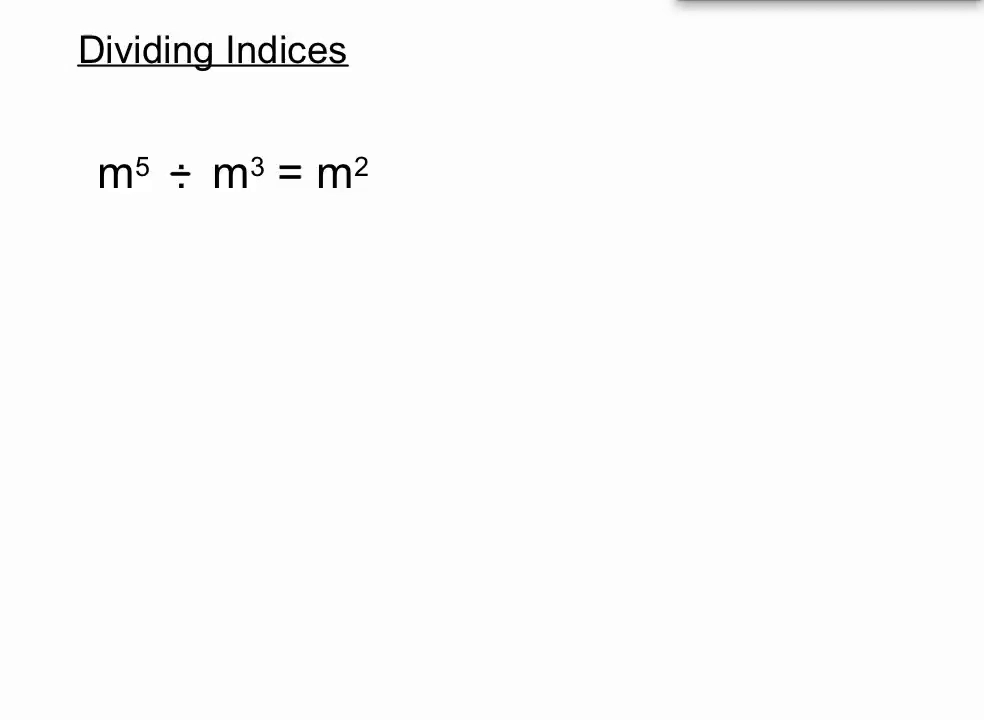 Dividing Indices
m⁵ ÷ m³ = m²